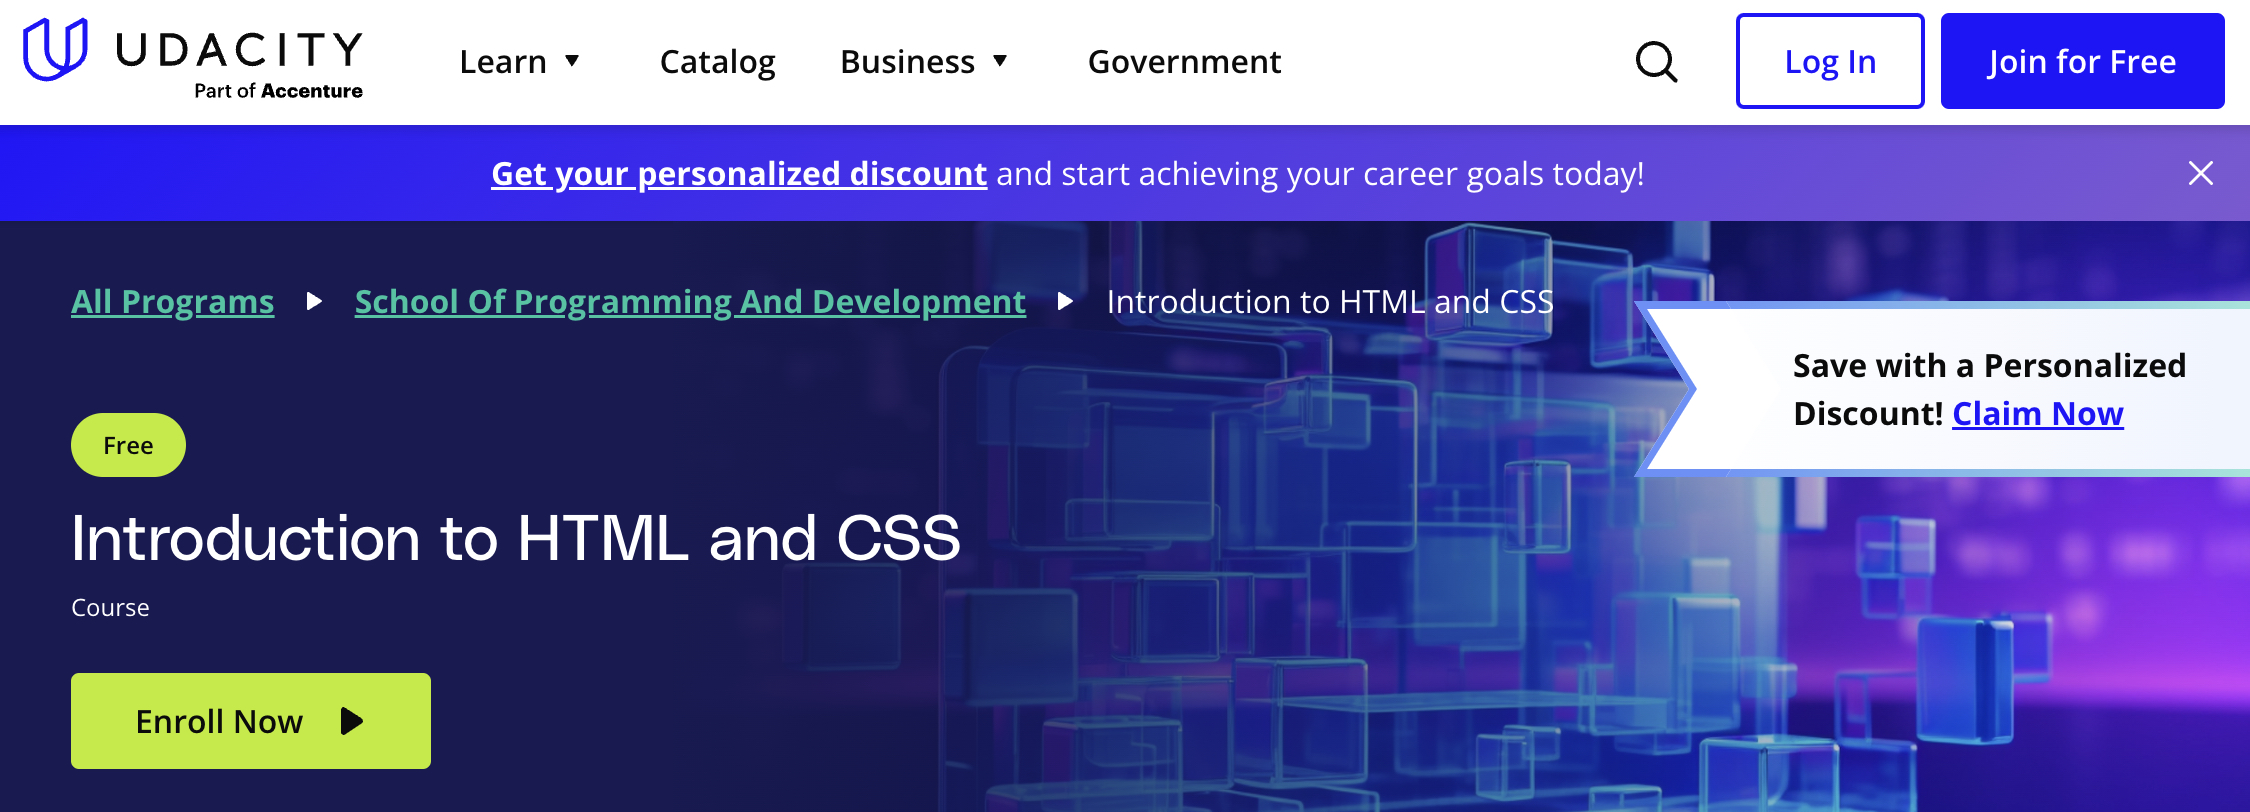 UDACITY
Part of Accenture
Learn Catalog Business Government Log In Join for Free
Get your personalized discount and start achieving your career goals today!
All Programs School Of Programming And Development Introduction to HTML and CSS
Save with a Personalized
Discount! Claim Now
Free
Introduction to HTML and CSS
Course
Enroll Now